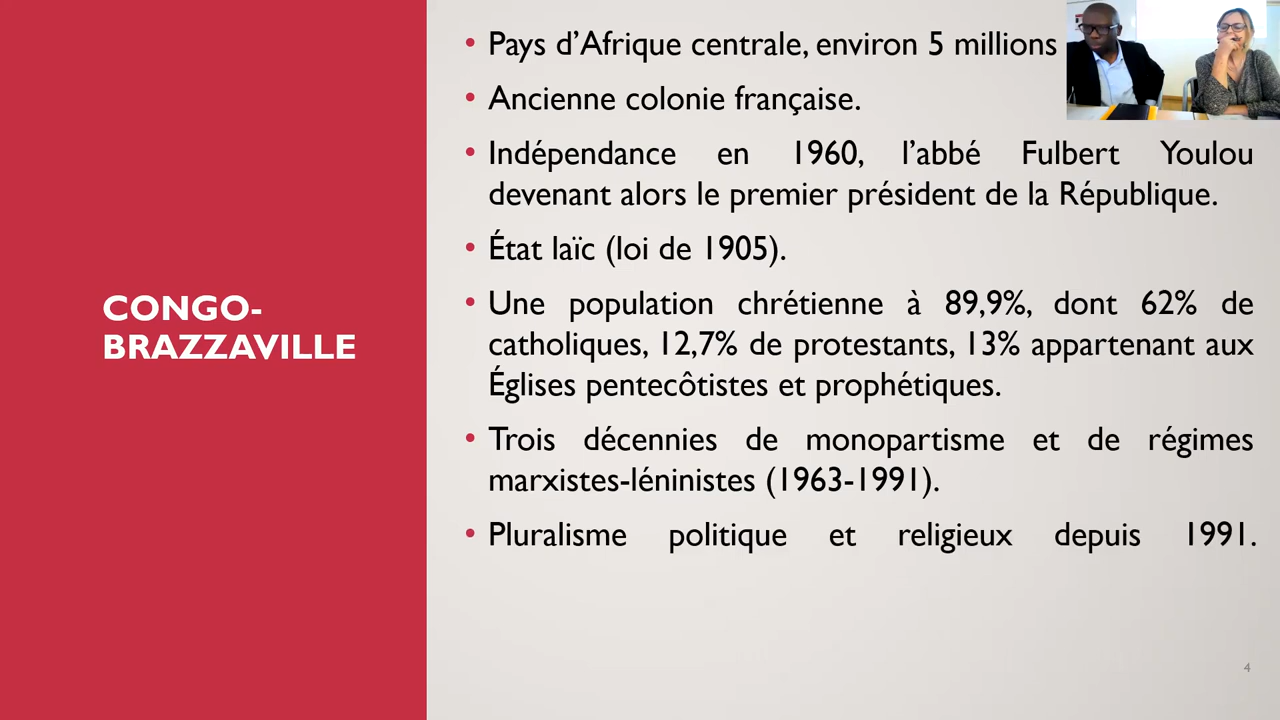 CONGO-
BRAZZAVILLE
• Pays d’Afrique centrale, environ 5 millions
• Ancienne colonie française.
• Indépendance en 1960, l’abbé Fulbert Youlou
devenant alors le premier président de la République.
• État laïc (loi de 1905).
• Une population chrétienne à 89,9%, dont 62% de
catholiques, 12,7% de protestants, 13% appartenant aux
Églises pentecôtistes et prophétiques.
• Trois décennies de monopartisme et de régimes
marxistes-léninistes (1963-1991).
• Pluralisme politique et religieux depuis 1991.
4